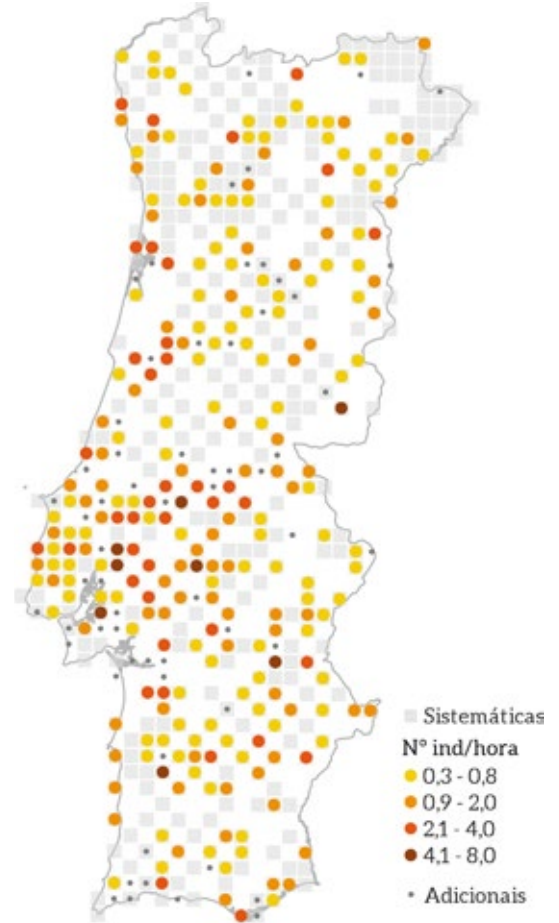 Sistemáticas
N° ind/hora
0,3 - 0,8
0,9 - 2,0
2,1 - 4,0
4,1 - 8,0
Adicionais